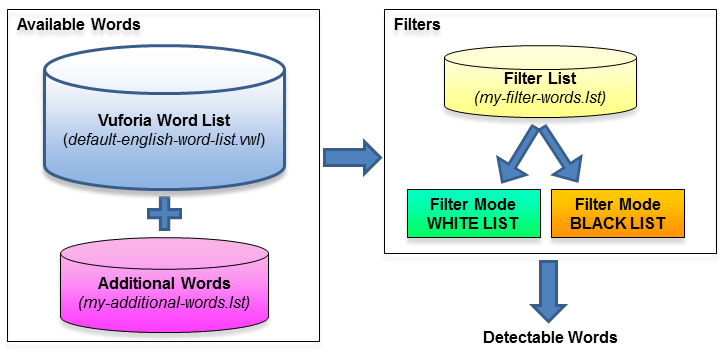 Available Words
Vuforia Word List
(default-english-word-list.vwl)
Additional Words
(my-additional-words.lst)
Filters
Filter List
(my-filter-words.lst)
Filter Mode
WHITE LIST
Filter Mode
BLACK LIST
Detectable Words